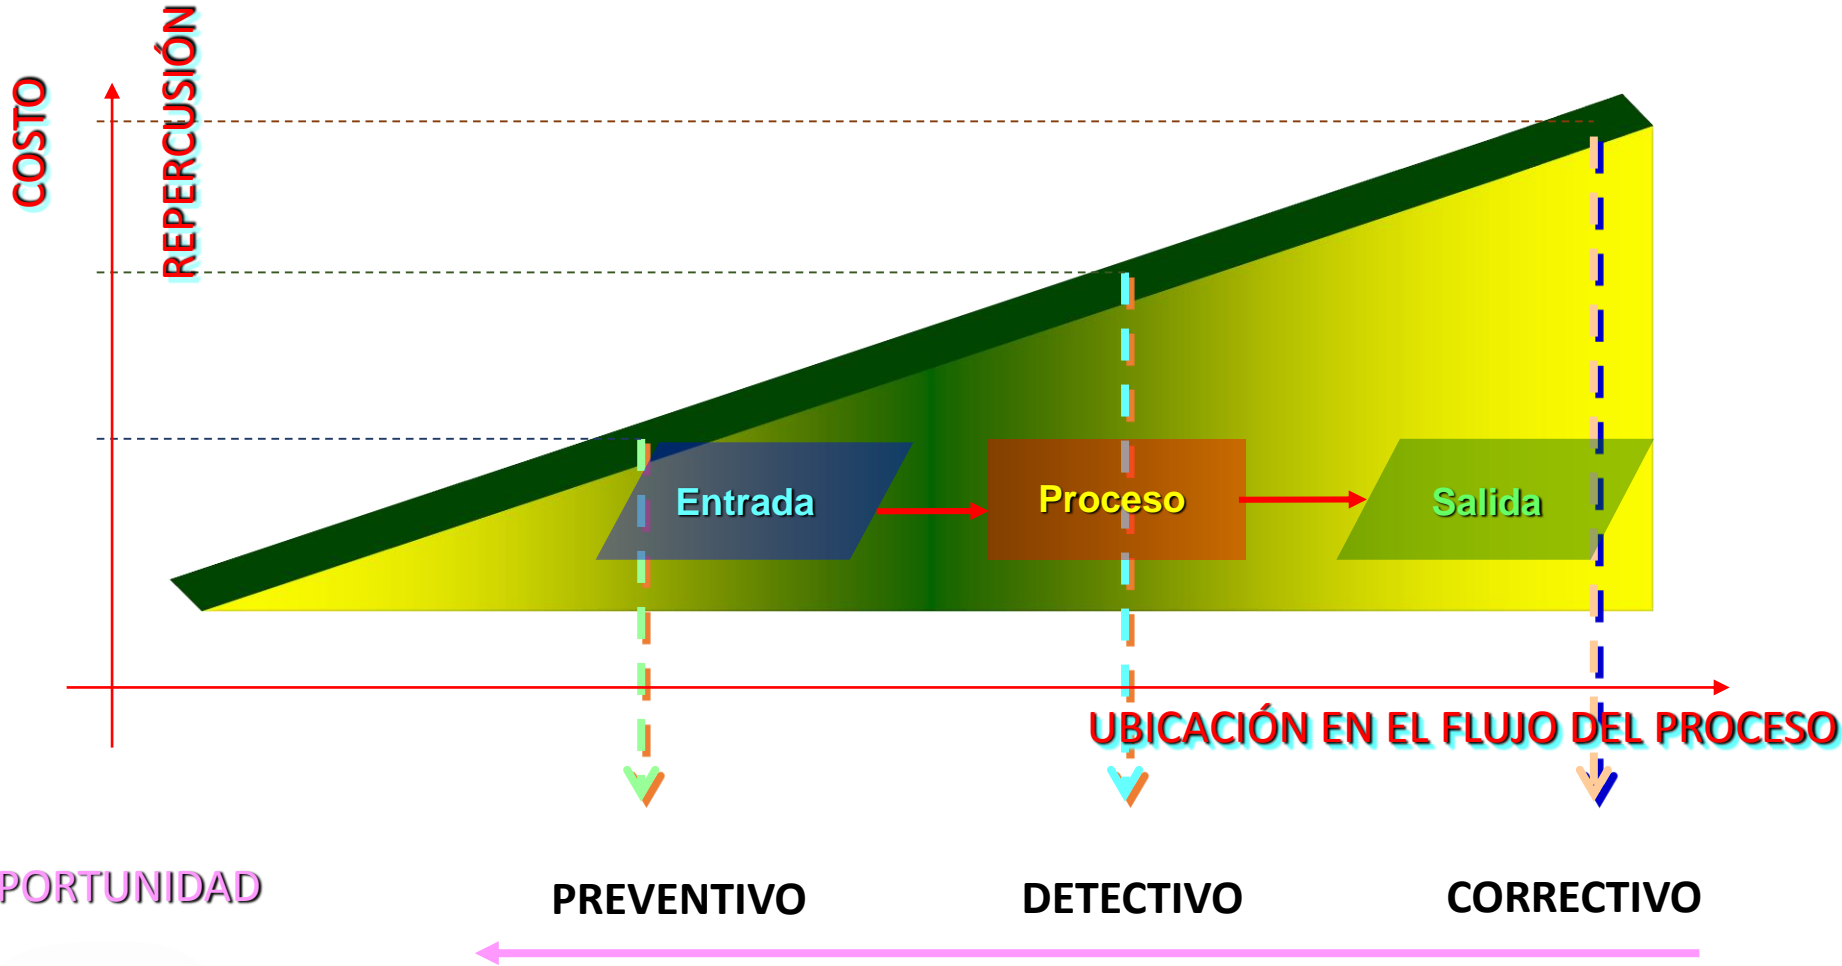 COSTO
REPERCUSIÓN
Entrada
Proceso
Salida
UBICACIÓN EN EL FLUJO DEL PROCESO
PORTUNIDAD
PREVENTIVO
DETECTIVO
CORRECTIVO